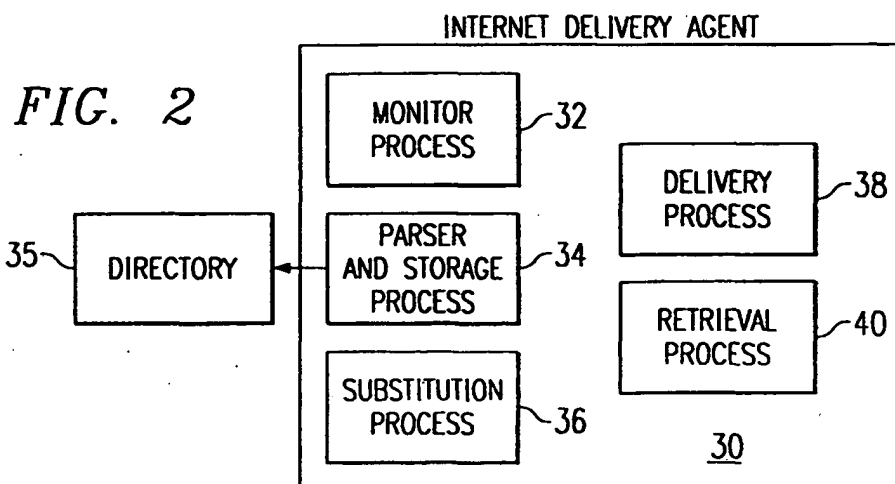 INTERNET DELIVERY AGENT
FIG. 2
MONITOR
PROCESS
32
DELIVERY
PROCESS
38
35
DIRECTORY
PARSER
AND STORAGE
PROCESS
34
RETRIEVAL
PROCESS
40
SUBSTITUTION
PROCESS
36
30